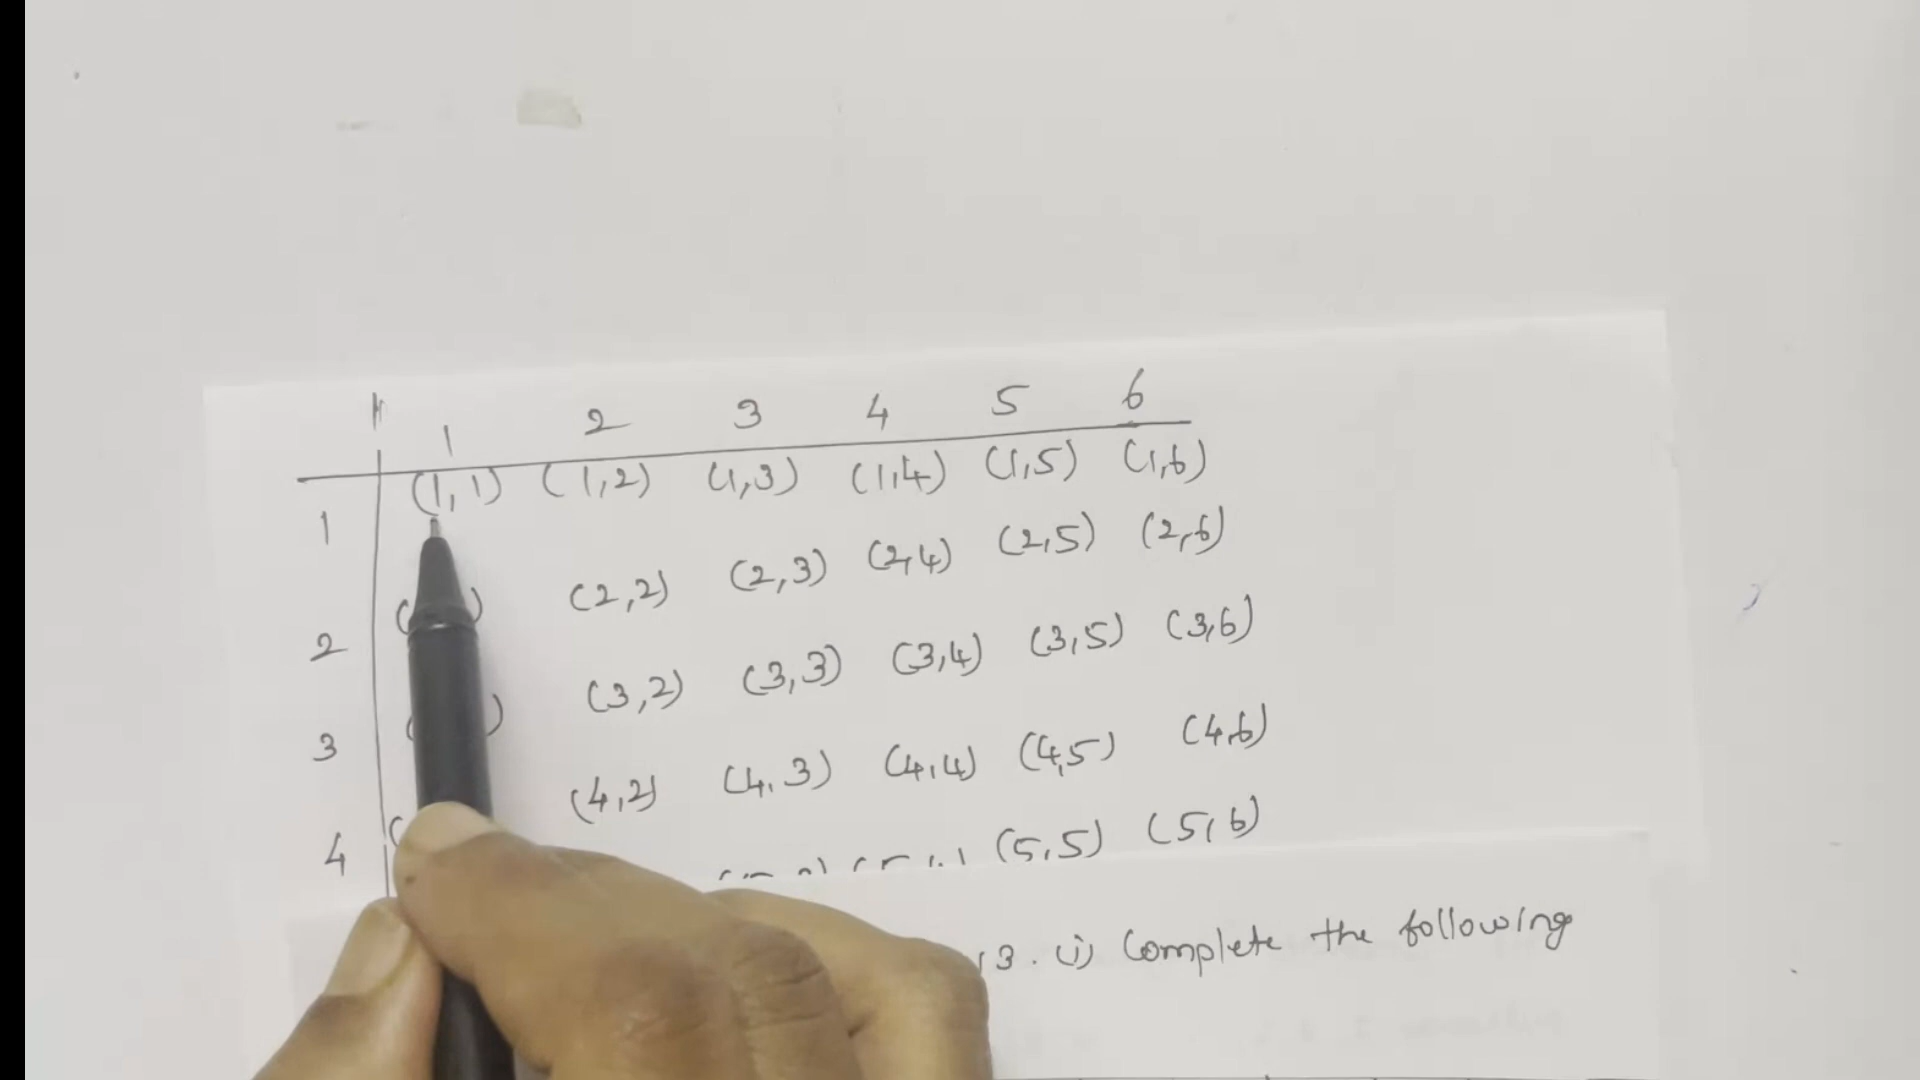 1 2 3 4 5 6
1 (1,1) (1,2) (1,3) (1,4) (1,5) (1,6)
2 (2,2) (2,3) (2,4) (2,5) (2,6)
3 (3,2) (3,3) (3,4) (3,5) (3,6)
4 (4,2) (4,3) (4,4) (4,5) (4,6)
(5,5) (5,6)
3. (i) Complete the following